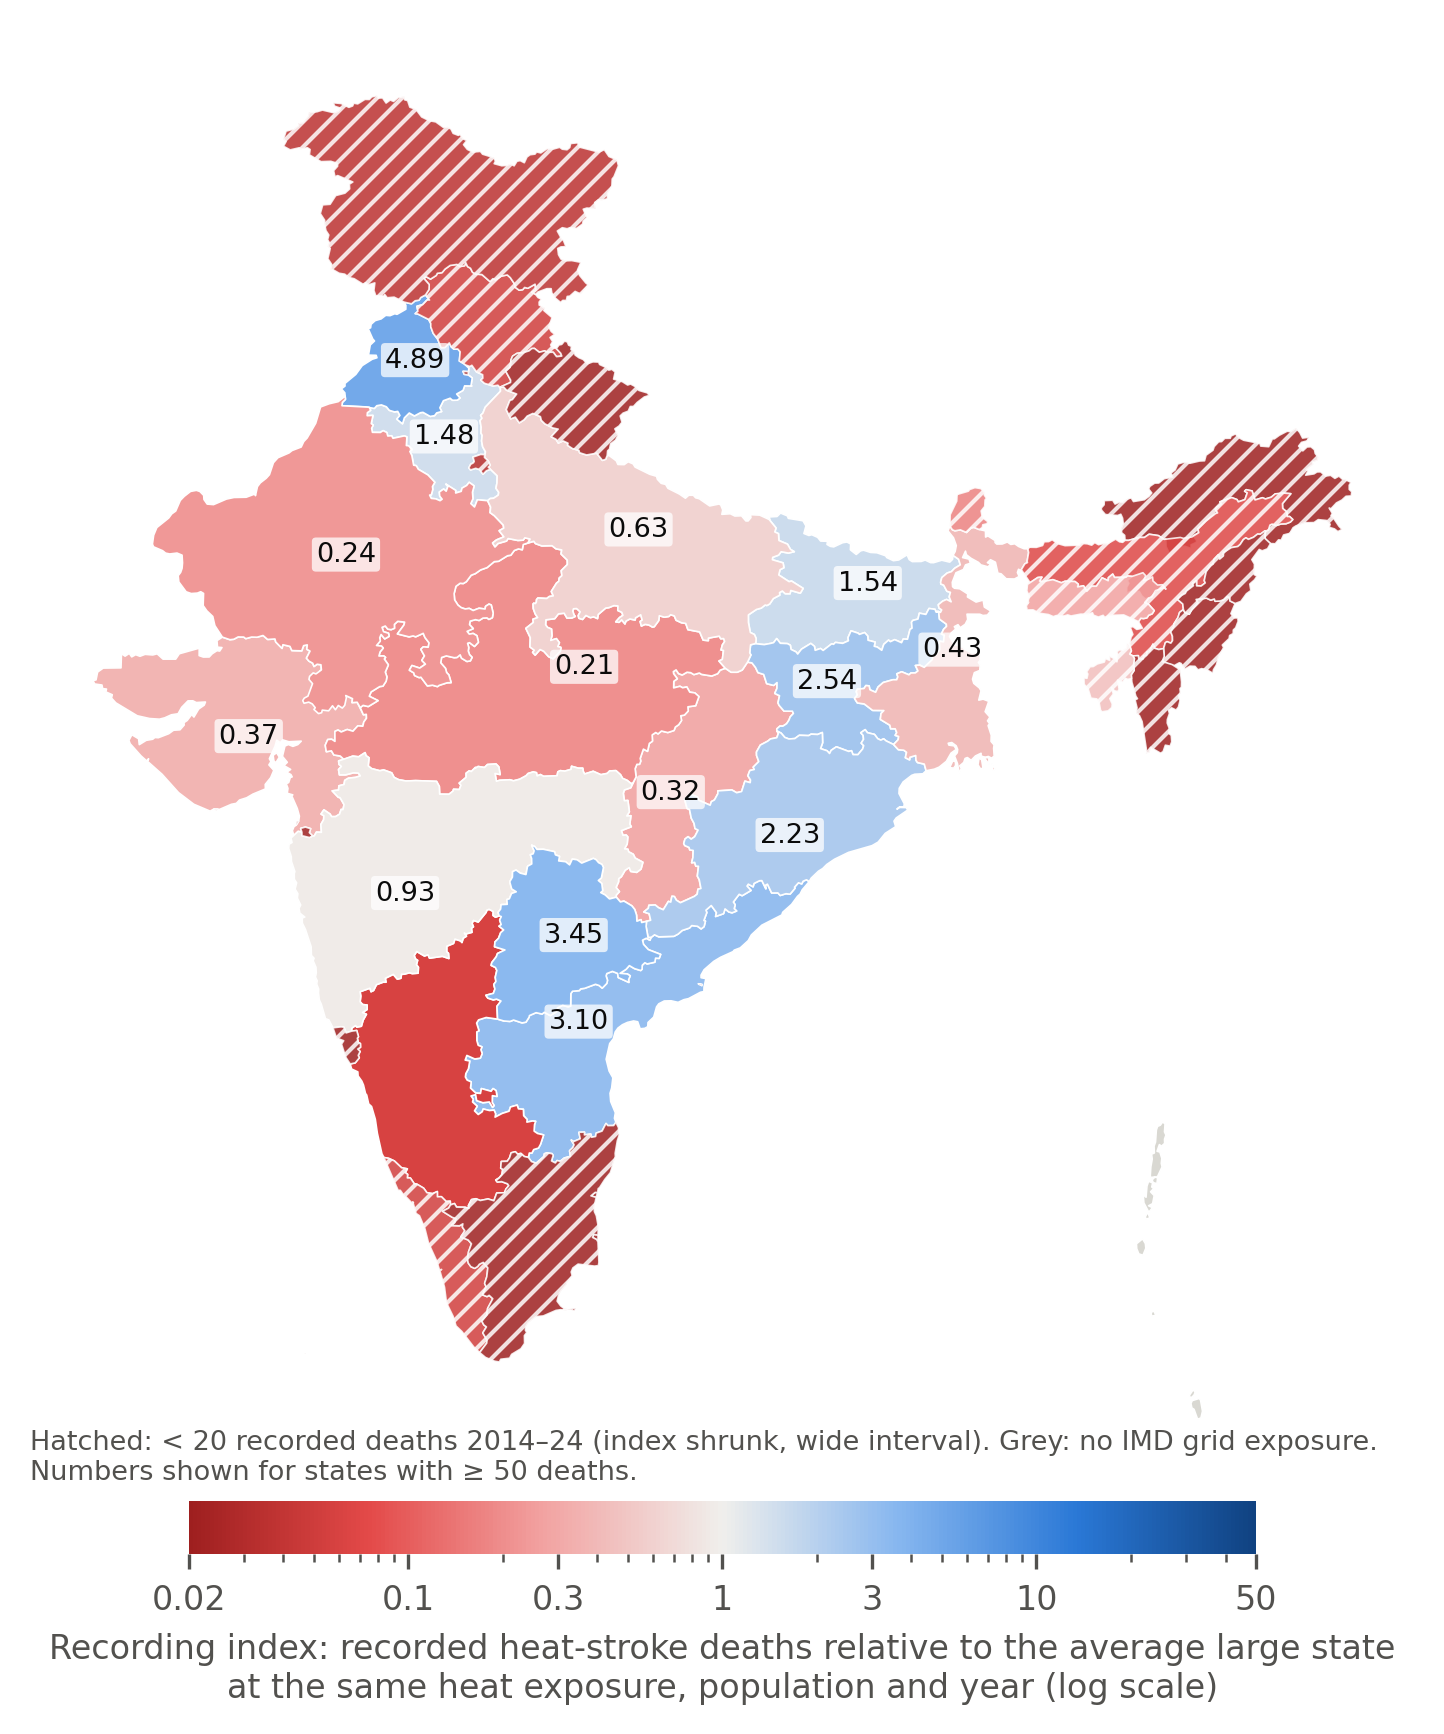 4.89
1.48
0.63
0.24
1.54
0.43
0.21
2.54
0.37
0.32
2.23
0.93
3.45
3.10
Hatched: < 20 recorded deaths 2014–24 (index shrunk, wide interval). Grey: no IMD grid exposure.
Numbers shown for states with ≥ 50 deaths.
0.02 0.1 0.3 1 3 10 50
Recording index: recorded heat-stroke deaths relative to the average large state
at the same heat exposure, population and year (log scale)